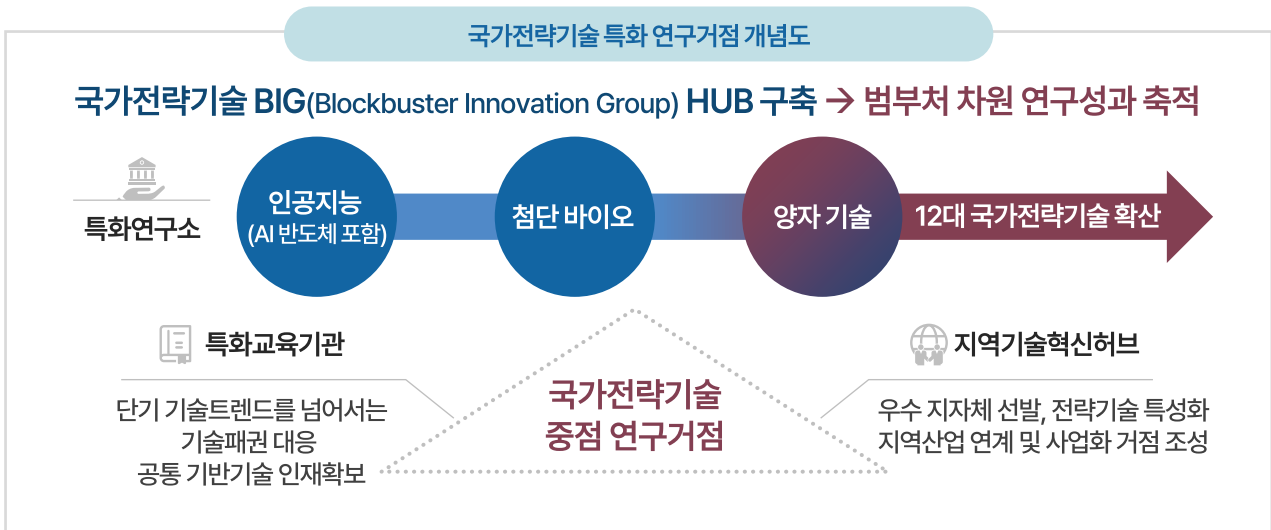 국가전략기술 특화 연구거점 개념도
국가전략기술 BIG(Blockbuster Innovation Group) HUB 구축 → 범부처 차원 연구성과 축적
특화연구소
인공지능
(AI 반도체 포함)
첨단 바이오
양자 기술
12대 국가전략기술 확산
특화교육기관
단기 기술트렌드를 넘어서는
기술패권 대응
공통 기반기술 인재확보
국가전략기술
중점 연구거점
지역기술혁신허브
우수 지자체 선발, 전략기술 특성화
지역산업 연계 및 사업화 거점 조성